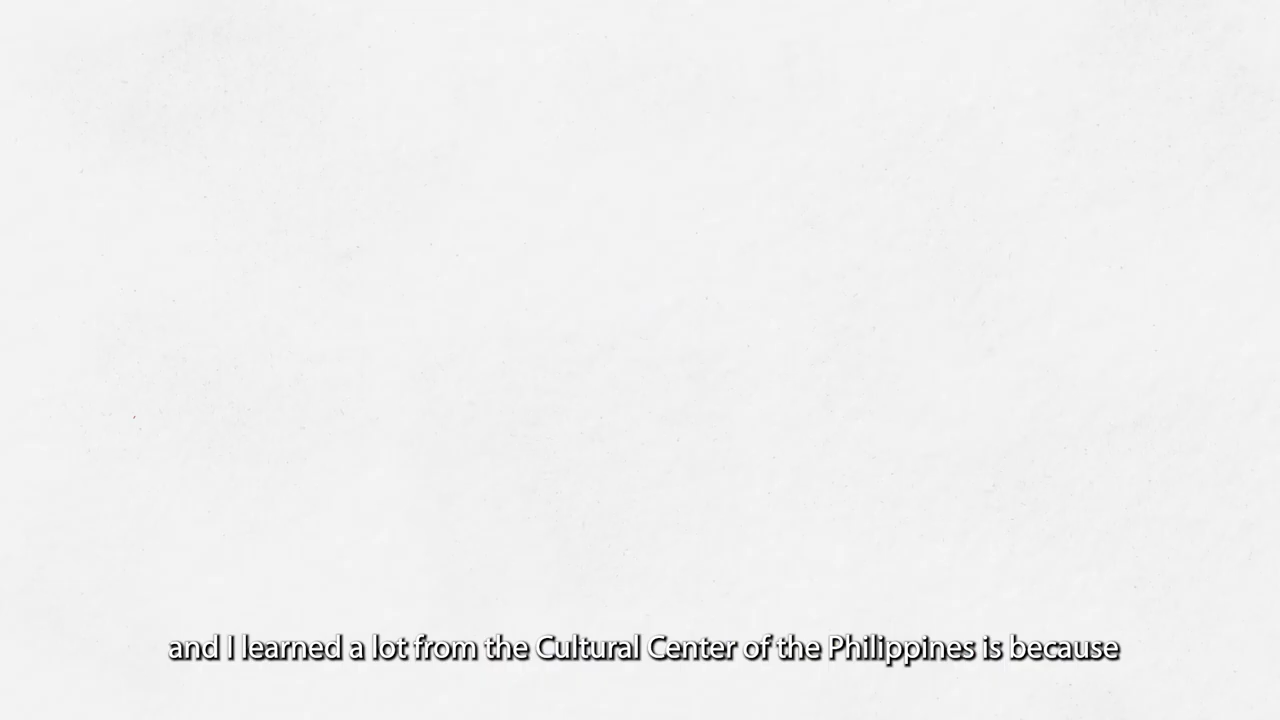 and I learned a lot from the Cultural Center of the Philippines is because